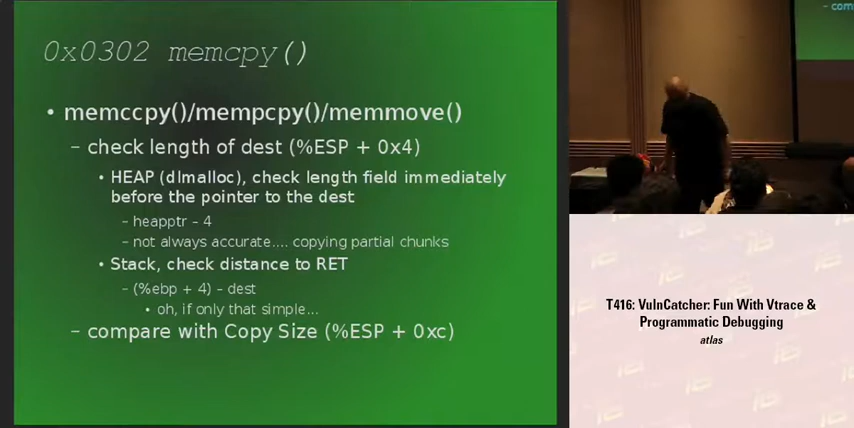 0x0302 memcpy()
• memccpy()/mempcpy()/memmove()
– check length of dest (%ESP + 0x4)
• HEAP (dlmalloc), check length field immediately
before the pointer to the dest
– heapptr – 4
– not always accurate.... copying partial chunks
• Stack, check distance to RET
– (%ebp + 4) – dest
• oh, if only that simple...
– compare with Copy Size (%ESP + 0xc)
– com
T416: VulnCatcher: Fun With Vtrace &
Programmatic Debugging
atlas